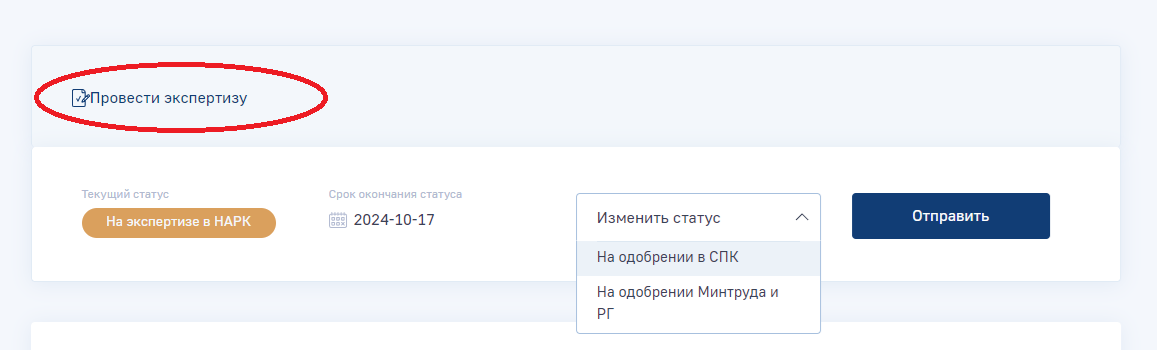 Провести экспертизу
Текущий статус
Срок окончания статуса
На экспертизе в НАРК
2024-10-17
Изменить статус
Отправить
На одобрении в СПК
На одобрении Минтруда и
РГ